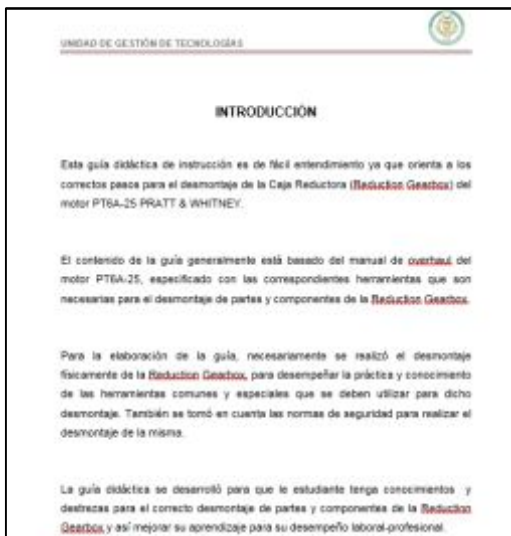 UNIDAD DE GESTIÓN DE TECNOLOGÍAS
INTRODUCCIÓN
Esta guía didáctica de instrucción es de fácil entendimiento ya que orienta a los
correctos pasos para el desmontaje de la Caja Reductora (Reduction Gearbox) del
motor PT6A-25 PRATT & WHITNEY.
El contenido de la guía generalmente está basado del manual de overhaul del
motor PT6A-25, especificado con las correspondientes herramientas que son
necesarias para el desmontaje de partes y componentes de la Reduction Gearbox.
Para la elaboración de la guía, necesariamente se realizó el desmontaje
físicamente de la Reduction Gearbox, para desempeñar la práctica y conocimiento
de las herramientas comunes y especiales que se deben utilizar para dicho
desmontaje. También se tomó en cuenta las normas de seguridad para realizar el
desmontaje de la misma.
La guía didáctica se desarrolló para que le estudiante tenga conocimientos y
destrezas para el correcto desmontaje de partes y componentes de la Reduction
Gearbox y así mejorar su aprendizaje para su desempeño laboral-profesional.